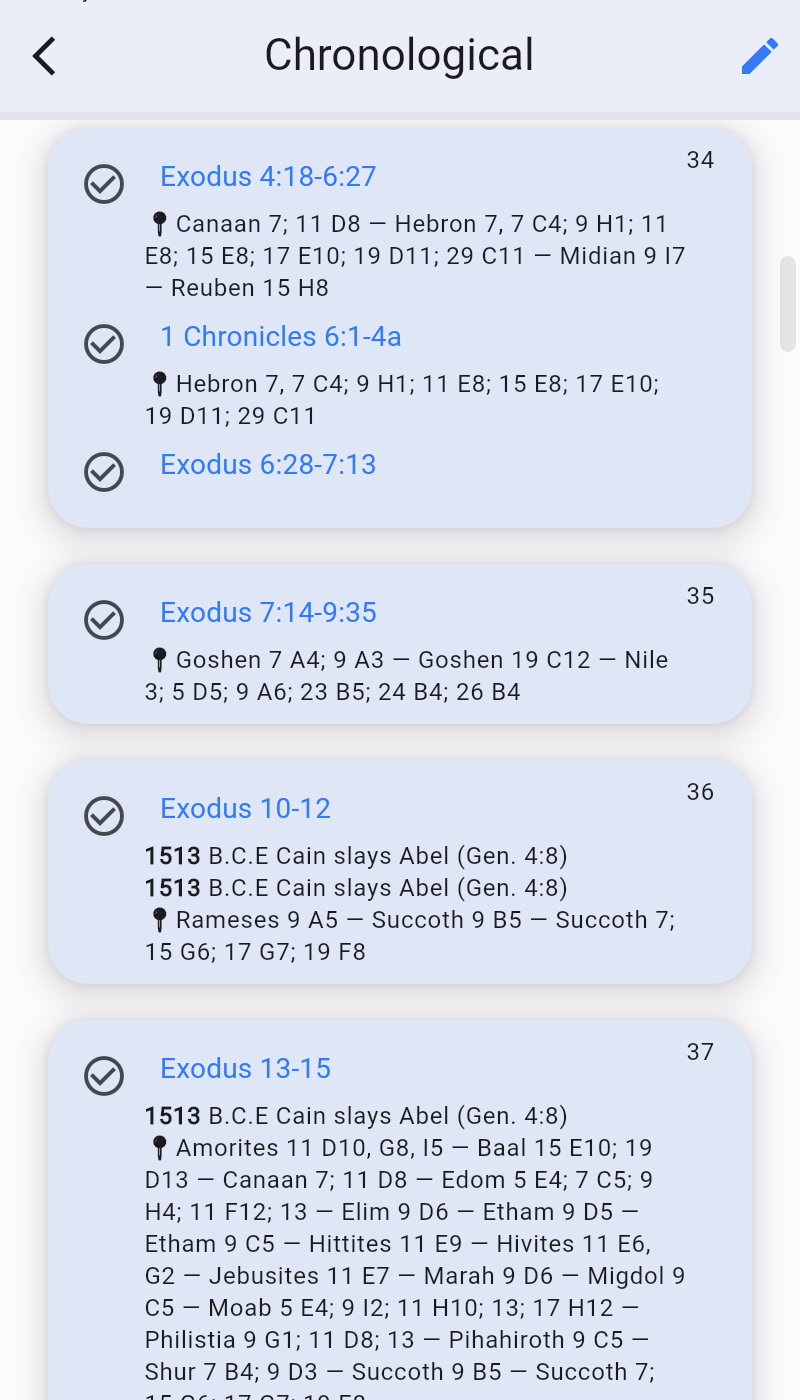 Chronological
34
Exodus 4:18-6:27
Canaan 7; 11 D8 — Hebron 7, 7 C4; 9 H1; 11
E8; 15 E8; 17 E10; 19 D11; 29 C11 — Midian 9 I7
— Reuben 15 H8
1 Chronicles 6:1-4a
Hebron 7, 7 C4; 9 H1; 11 E8; 15 E8; 17 E10;
19 D11; 29 C11
Exodus 6:28-7:13
35
Exodus 7:14-9:35
Goshen 7 A4; 9 A3 — Goshen 19 C12 — Nile
3; 5 D5; 9 A6; 23 B5; 24 B4; 26 B4
36
Exodus 10-12
1513 B.C.E Cain slays Abel (Gen. 4:8)
1513 B.C.E Cain slays Abel (Gen. 4:8)
Rameses 9 A5 — Succoth 9 B5 — Succoth 7;
15 G6; 17 G7; 19 F8
37
Exodus 13-15
1513 B.C.E Cain slays Abel (Gen. 4:8)
Amorites 11 D10, G8, I5 — Baal 15 E10; 19
D13 — Canaan 7; 11 D8 — Edom 5 E4; 7 C5; 9
H4; 11 F12; 13 — Elim 9 D6 — Etham 9 D5 —
Etham 9 C5 — Hittites 11 E9 — Hivites 11 E6,
G2 — Jebusites 11 E7 — Marah 9 D6 — Migdol 9
C5 — Moab 5 E4; 9 I2; 11 H10; 13; 17 H12 —
Philistia 9 G1; 11 D8; 13 — Pihahiroth 9 C5 —
Shur 7 B4; 9 D3 — Succoth 9 B5 — Succoth 7;